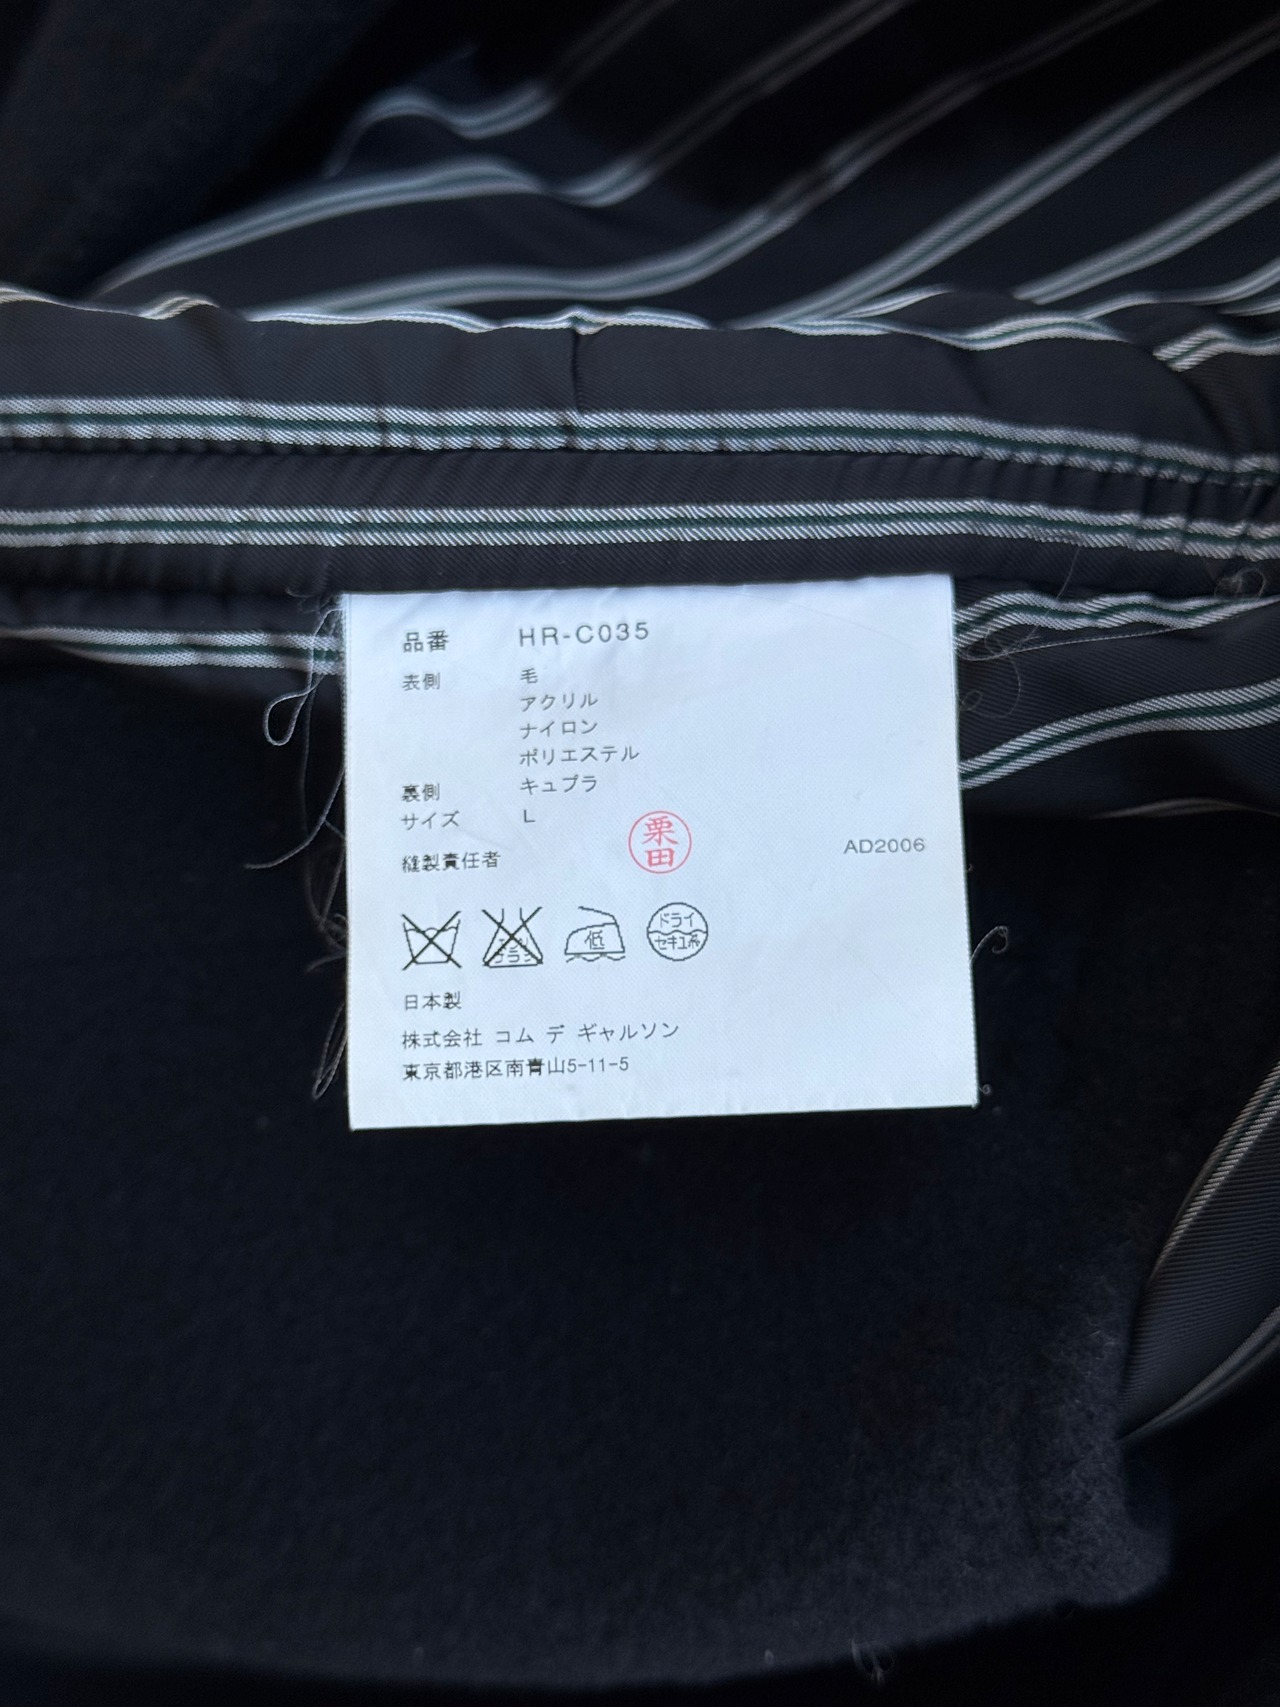 品番 HR-C035
表側 毛
アクリル
ナイロン
ポリエステル
裏側 キュプラ
サイズ L
縫製責任者 栗田 AD2006
低 ドライ
セキユ系
日本製
株式会社 コム デ ギャルソン
東京都港区南青山5-11-5